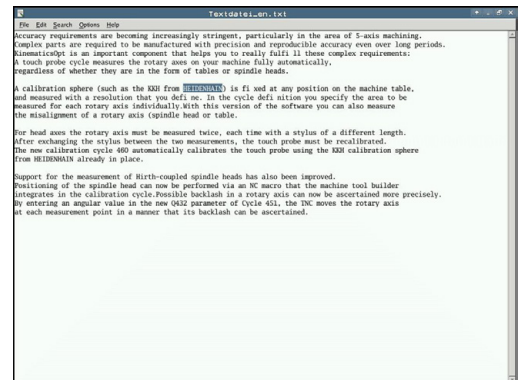 Textdatei_en.txt
File Edit Search Options Help
Accuracy requirements are becoming increasingly stringent, particularly in the area of 5-axis machining.
Complex parts are required to be manufactured with precision and reproducible accuracy even over long periods.
KinematicsOpt is an important component that helps you to really fulfi ll these complex requirements:
A touch probe cycle measures the rotary axes on your machine fully automatically,
regardless of whether they are in the form of tables or spindle heads.
A calibration sphere (such as the KKH from HEIDENHAIN) is fi xed at any position on the machine table,
and measured with a resolution that you defi ne. In the cycle defi nition you specify the area to be
measured for each rotary axis individually.With this version of the software you can also measure
the misalignment of a rotary axis (spindle head or table.
For head axes the rotary axis must be measured twice, each time with a stylus of a different length.
After exchanging the stylus between the two measurements, the touch probe must be recalibrated.
The new calibration cycle 460 automatically calibrates the touch probe using the KKH calibration sphere
from HEIDENHAIN already in place.
Support for the measurement of Hirth-coupled spindle heads has also been improved.
Positioning of the spindle head can now be performed via an NC macro that the machine tool builder
integrates in the calibration cycle.Possible backlash in a rotary axis can now be ascertained more precisely.
By entering an angular value in the new Q432 parameter of Cycle 451, the TNC moves the rotary axis
at each measurement point in a manner that its backlash can be ascertained.